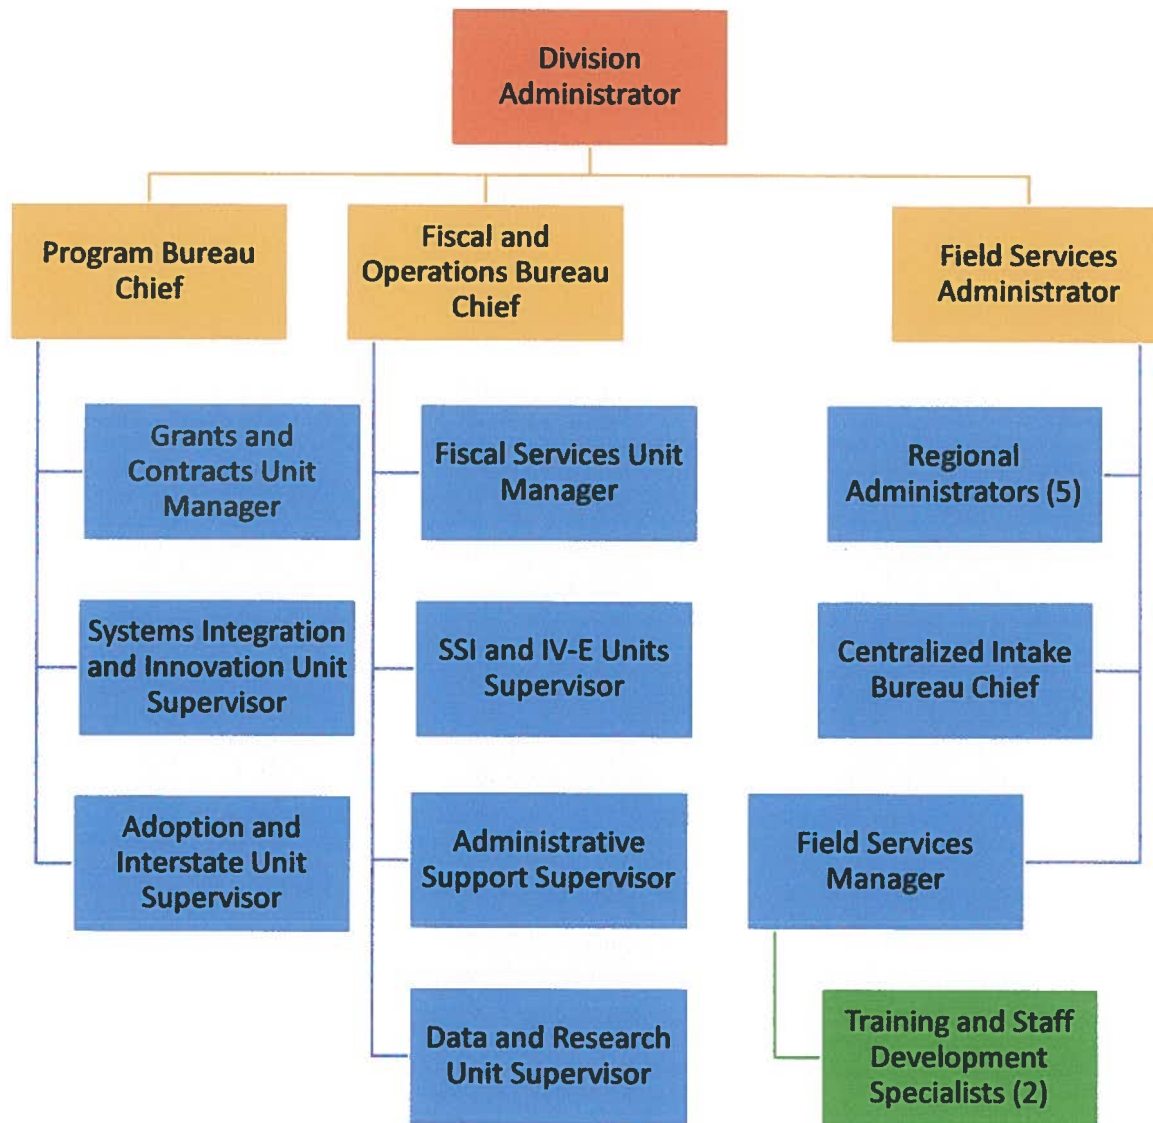 Division
Administrator
Program Bureau
Chief
Fiscal and
Operations Bureau
Chief
Field Services
Administrator
Grants and
Contracts Unit
Manager
Fiscal Services Unit
Manager
Regional
Administrators (5)
Systems Integration
and Innovation Unit
Supervisor
SSI and IV-E Units
Supervisor
Centralized Intake
Bureau Chief
Adoption and
Interstate Unit
Supervisor
Administrative
Support Supervisor
Field Services
Manager
Data and Research
Unit Supervisor
Training and Staff
Development
Specialists (2)